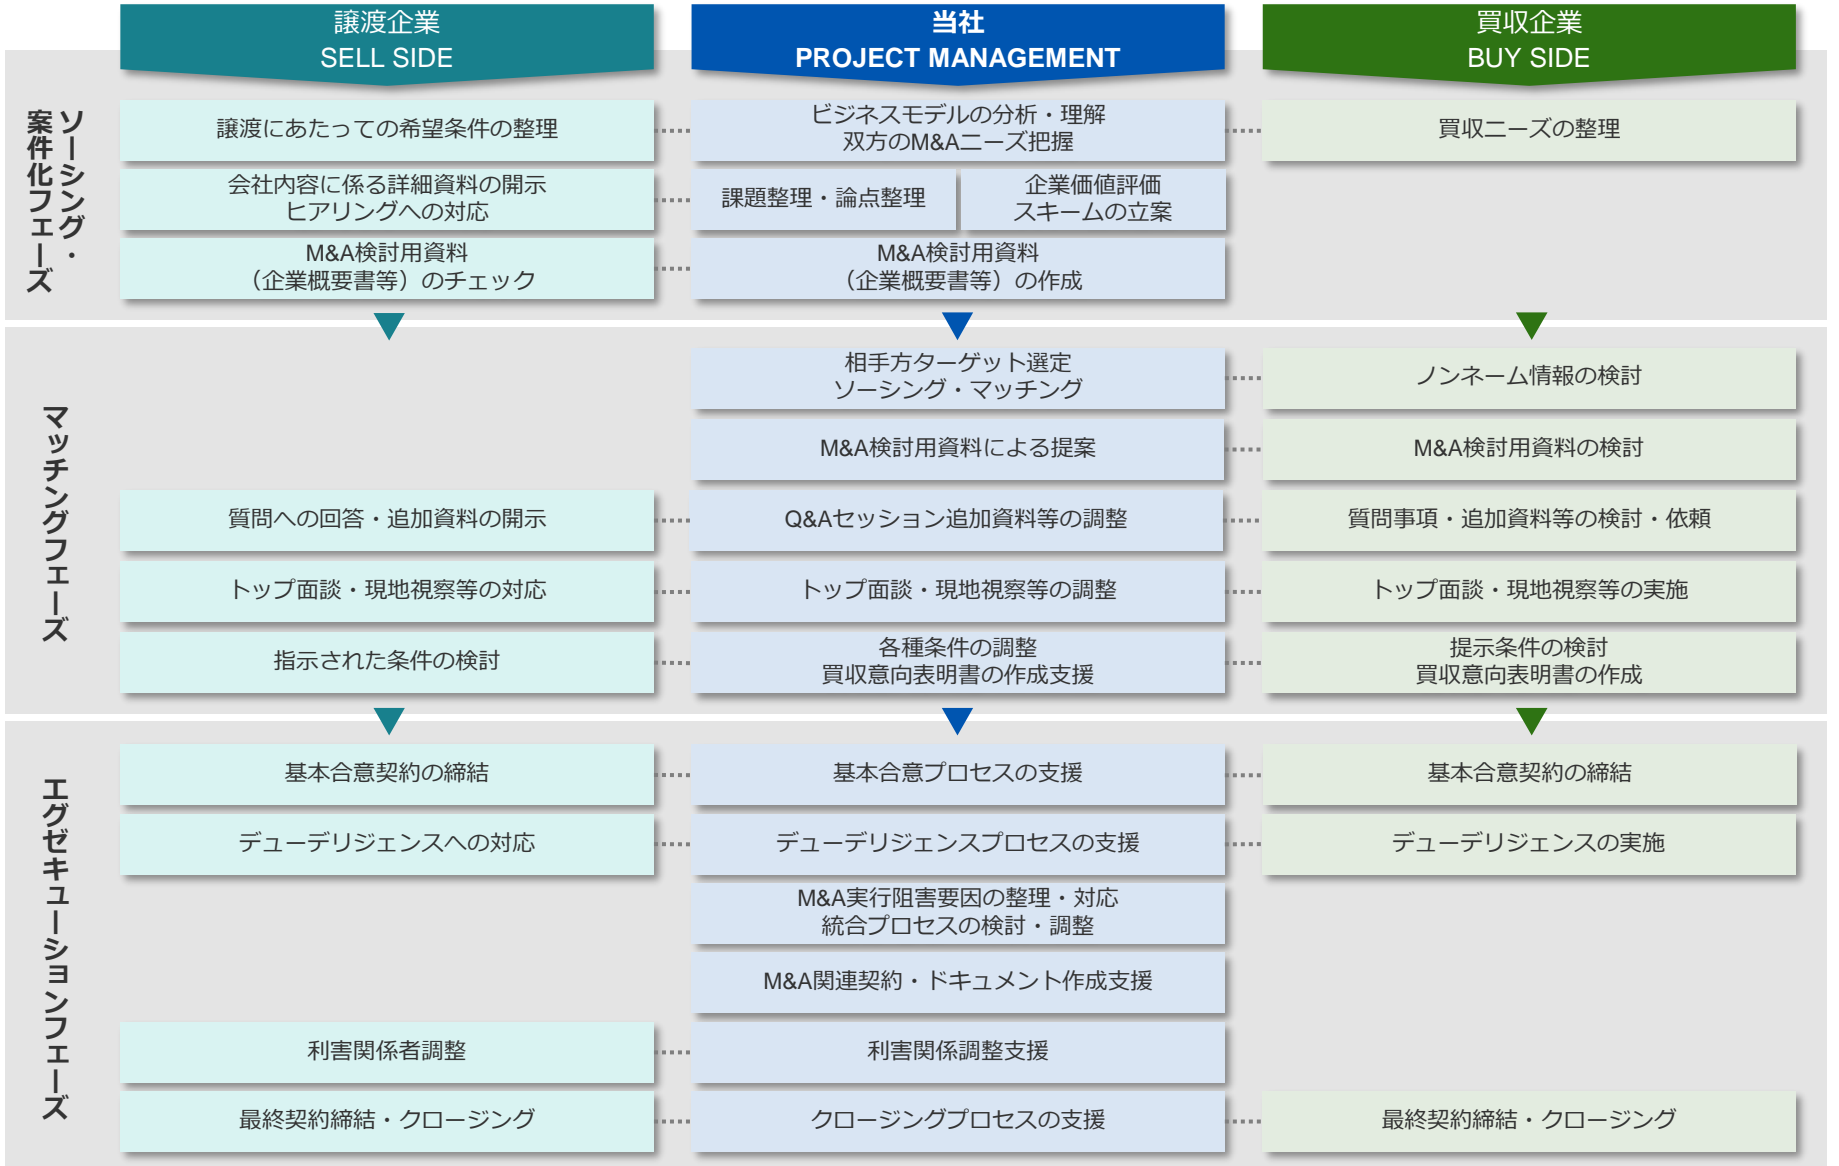 譲渡企業
SELL SIDE
当社
PROJECT MANAGEMENT
買収企業
BUY SIDE
ソーシング・
案件化フェーズ
譲渡にあたっての希望条件の整理
ビジネスモデルの分析・理解
双方のM&Aニーズ把握
買収ニーズの整理
会社内容に係る詳細資料の開示
ヒアリングへの対応
課題整理・論点整理
企業価値評価
スキームの立案
M&A検討用資料
（企業概要書等）のチェック
M&A検討用資料
（企業概要書等）の作成
マッチングフェーズ
相手方ターゲット選定
ソーシング・マッチング
ノンネーム情報の検討
M&A検討用資料による提案
M&A検討用資料の検討
質問への回答・追加資料の開示
Q&Aセッション追加資料等の調整
質問事項・追加資料等の検討・依頼
トップ面談・現地視察等の対応
トップ面談・現地視察等の調整
トップ面談・現地視察等の実施
指示された条件の検討
各種条件の調整
買収意向表明書の作成支援
提示条件の検討
買収意向表明書の作成
エグゼキューションフェーズ
基本合意契約の締結
基本合意プロセスの支援
基本合意契約の締結
デューデリジェンスへの対応
デューデリジェンスプロセスの支援
デューデリジェンスの実施
M&A実行阻害要因の整理・対応
統合プロセスの検討・調整
M&A関連契約・ドキュメント作成支援
利害関係者調整
利害関係調整支援
最終契約締結・クロージング
クロージングプロセスの支援
最終契約締結・クロージング